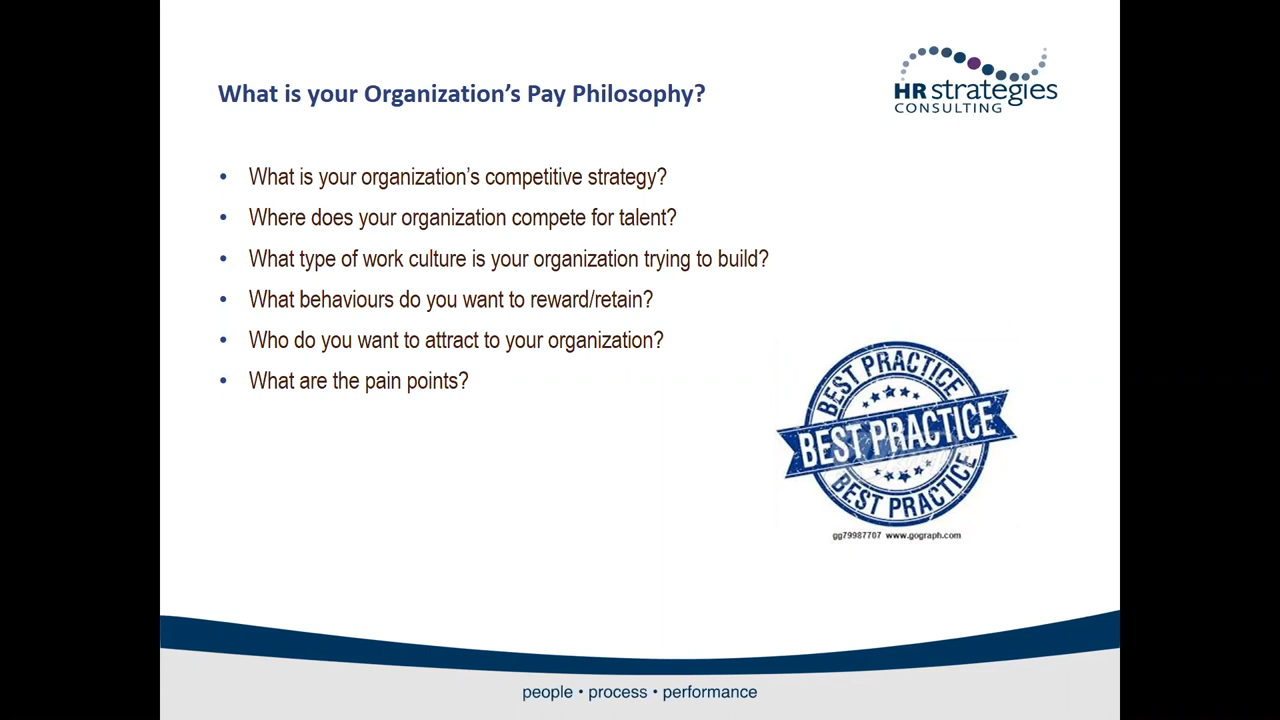 What is your Organization's Pay Philosophy?
HR strategies
CONSULTING
• What is your organization's competitive strategy?
• Where does your organization compete for talent?
• What type of work culture is your organization trying to build?
• What behaviours do you want to reward/retain?
• Who do you want to attract to your organization?
• What are the pain points?
BEST PRACTICE
BEST PRACTICE
BEST PRACTICE
gg79987707 www.gograph.com
people • process • performance